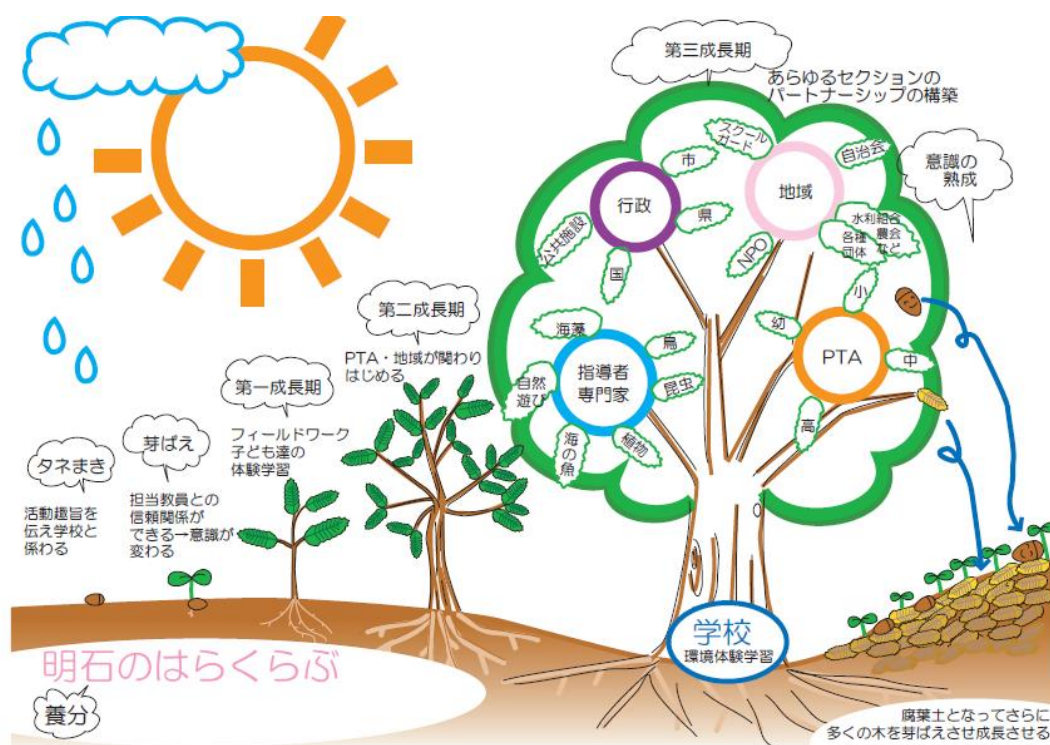 タネまき
活動趣旨を
伝え学校と
係わる
芽ばえ
担当教員との
信頼関係が
できる→意識が
変わる
第一成長期
フィールドワーク
子ども達の
体験学習
第二成長期
PTA・地域が関わり
はじめる
第三成長期
あらゆるセクションの
パートナーシップの構築
意識の
熟成
行政
市
県
国
公共施設
地域
スクール
ガード
自治会
水利組合
農会
など
各種
団体
NPO
指導者
専門家
海藻
鳥
昆虫
植物
海の魚
自然
遊び
PTA
幼
小
中
高
学校
環境体験学習
明石のはらくらぶ
養分
腐葉土となってさらに
多くの木を芽ばえさせ成長させる